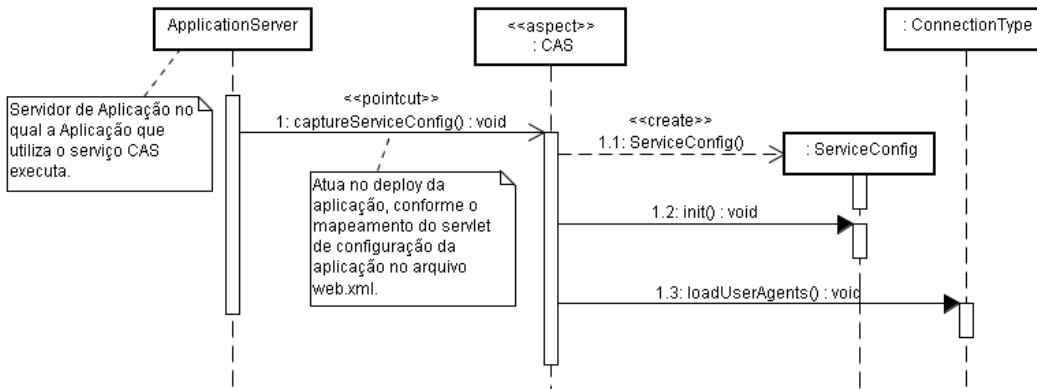 ApplicationServer
<<aspect>>
: CAS
: ConnectionType
Servidor de Aplicação no
qual a Aplicação que
utiliza o serviço CAS
executa.
<<pointcut>>
1: captureServiceConfig() : void
<<create>>
1.1: ServiceConfig()
: ServiceConfig
Atua no deploy da
aplicação, conforme o
mapeamento do servlet
de configuração da
aplicação no arquivo
web.xml.
1.2: init() : void
1.3: loadUserAgents() : void